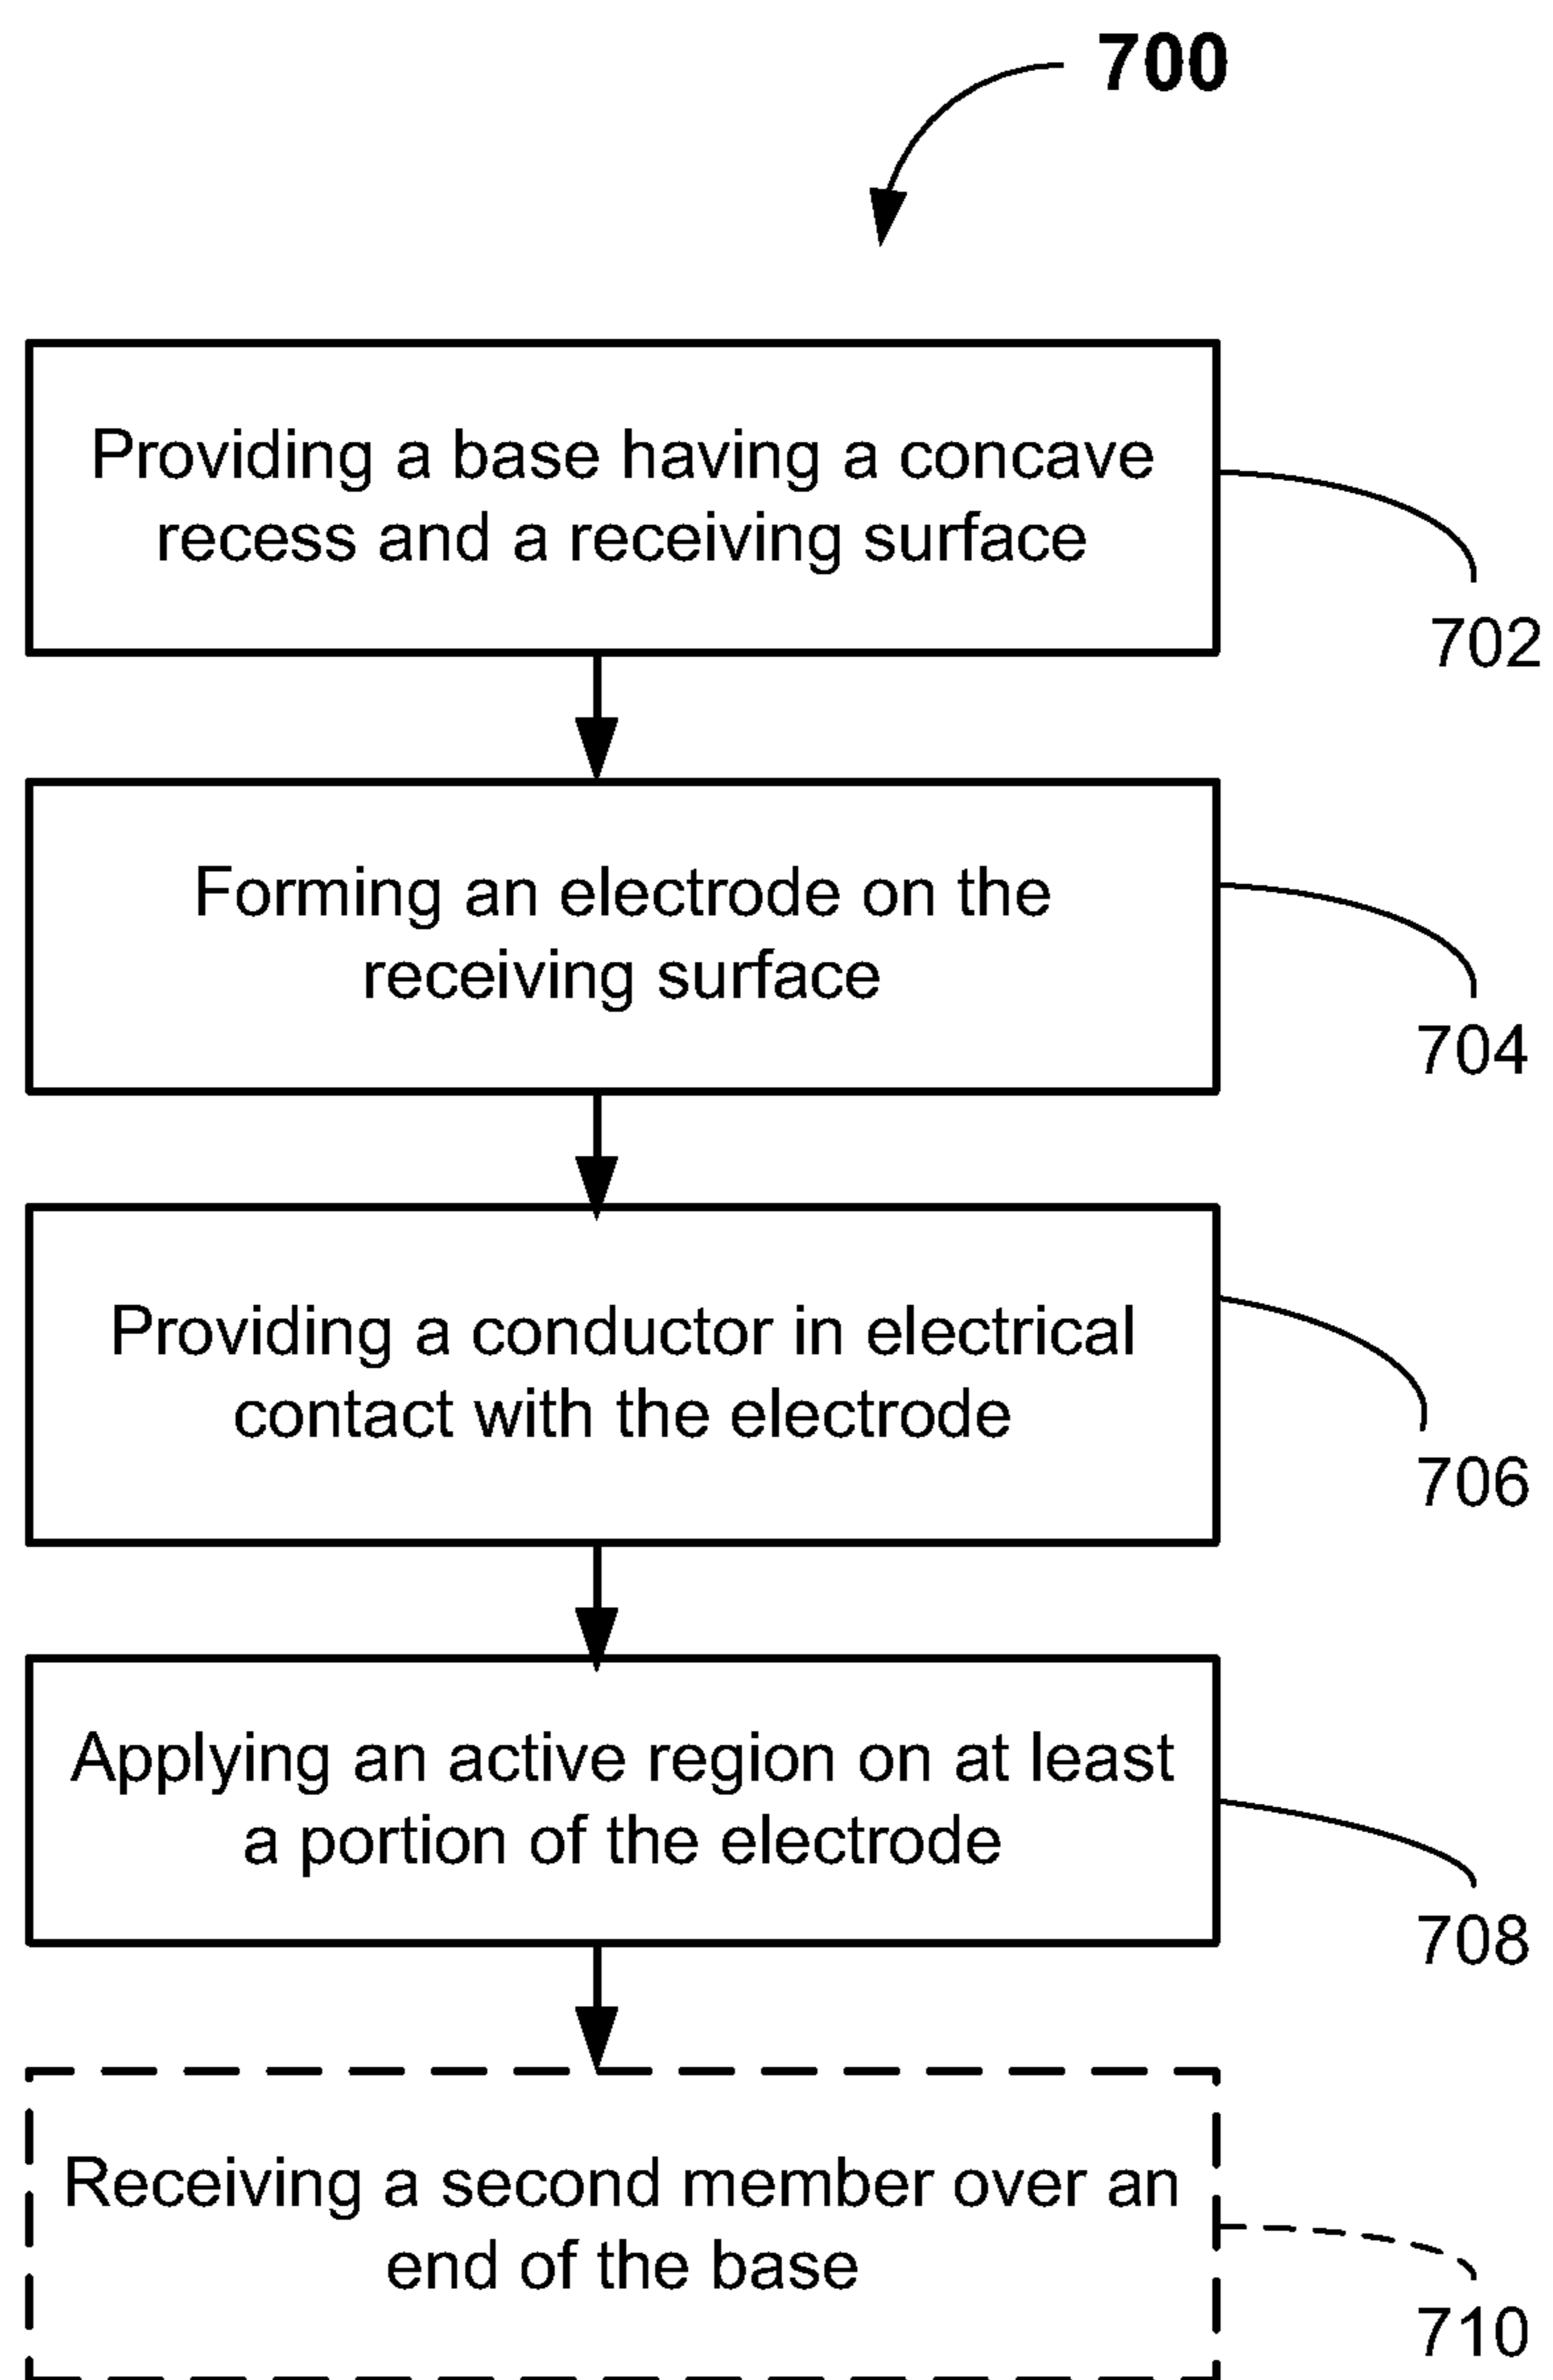 700
Providing a base having a concave
recess and a receiving surface
702
Forming an electrode on the
receiving surface
704
Providing a conductor in electrical
contact with the electrode
706
Applying an active region on at least
a portion of the electrode
708
Receiving a second member over an
end of the base
710